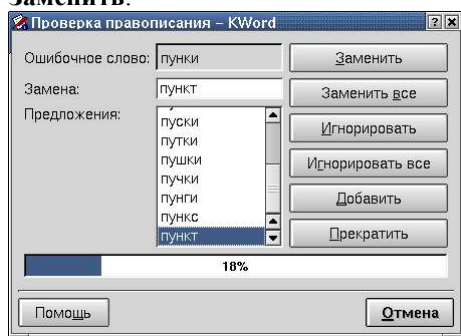 Заменить.
Проверка правописания – KWord
Ошибочное слово: пунки Заменить
Замена: пункт Заменить все
Предложения:
пуски
путки
пушки
пучки
пунги
пункс
пункт
Игнорировать
Игнорировать все
Добавить
Прекратить
18%
Помощь Отмена